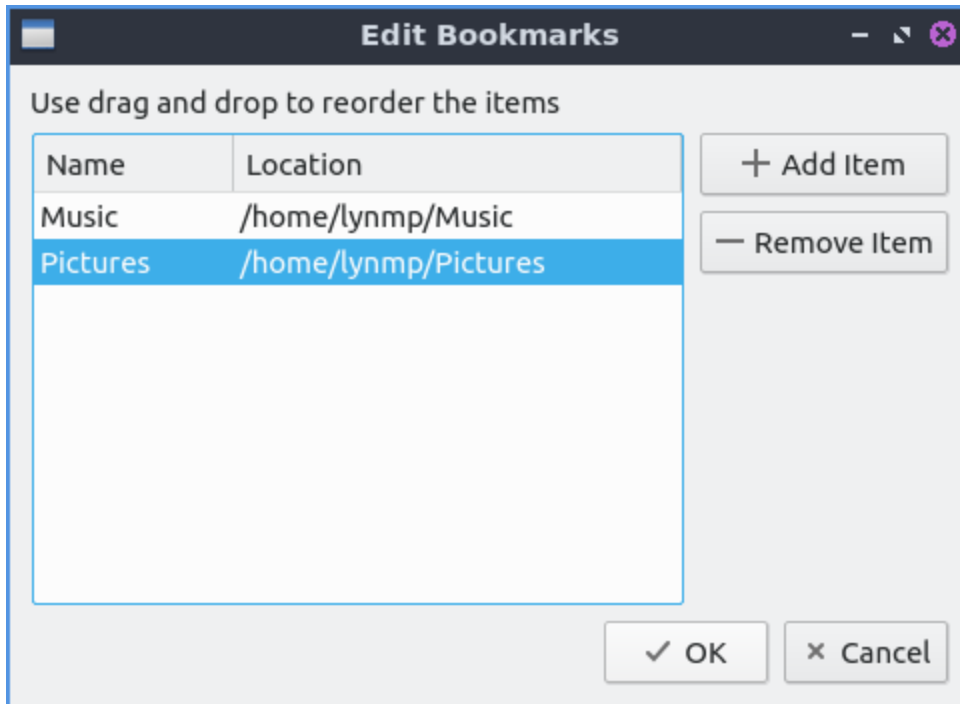 Edit Bookmarks
Use drag and drop to reorder the items
Name Location
Music /home/lynmp/Music
Pictures /home/lynmp/Pictures
Add Item
Remove Item
OK Cancel